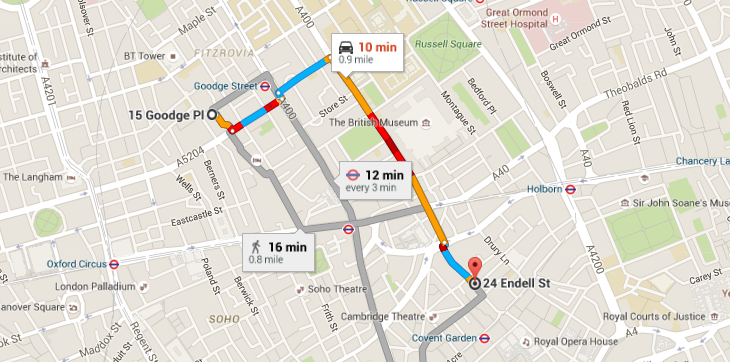 Maple St
A400
Russell Square
Great Ormond
Street Hospital
Great Ormond St
Institute of
Architects
BT Tower
FITZROVIA
Russell Square
John St
A4201
Goodge Street
10 min
0.9 mile
Boswell St
Theobalds Rd
15 Goodge Pl
A400
Store St
Bedford Pl
Montague St
Red Lion St
The British Museum
A5204
A40
Chancery La
The Langham
Wells St
Berners St
12 min
every 3 min
Holborn
A40
Eastcastle St
Sir John Soane's Mus
16 min
0.8 mile
Drury Ln
A4200
Oxford Circus
Poland St
Carey St
London Palladium
Berwick St
Soho Theatre
24 Endell St
Hanover Square
SOHO
Frith St
Cambridge Theatre
Royal Courts of Justice
Maddox St
Regent St
Covent Garden
Royal Opera House
A4